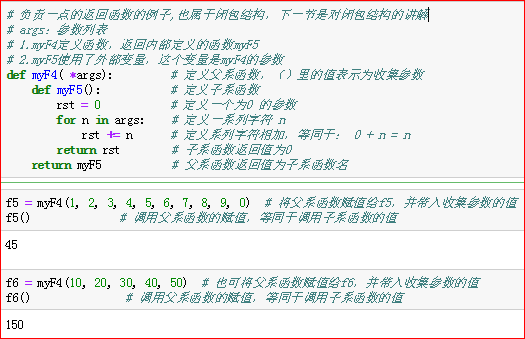 # 负责一点的返回函数的例子,也属于闭包结构，下一节是对闭包结构的讲解
# args：参数列表
# 1.myF4定义函数，返回内部定义的函数myF5
# 2.myF5使用了外部变量，这个变量是myF4的参数
def myF4( *args): # 定义父系函数，（）里的值表示为收集参数
def myF5(): # 定义子系函数
rst = 0 # 定义一个为0 的参数
for n in args: # 定义一系列字符 n
rst += n # 定义系列字符相加，等同于： 0 + n = n
return rst # 子系函数返回值为0
return myF5 # 父系函数返回值为子系函数名
f5 = myF4(1, 2, 3, 4, 5, 6, 7, 8, 9, 0) # 将父系函数赋值给f5，并带入收集参数的值
f5() # 调用父系函数的赋值，等同于调用子系函数的值
45
f6 = myF4(10, 20, 30, 40, 50) # 也可将父系函数赋值给f6，并带入收集参数的值
f6() # 调用父系函数的赋值，等同于调用子系函数的值
150